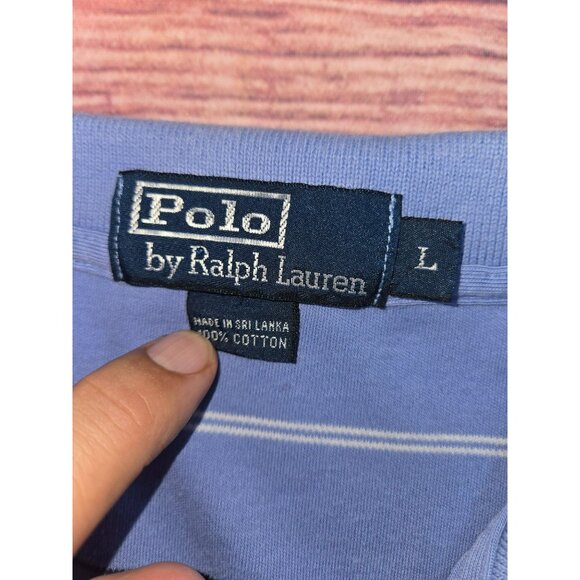 Polo
by Ralph Lauren
L
MADE IN SRI LANKA
100% COTTON